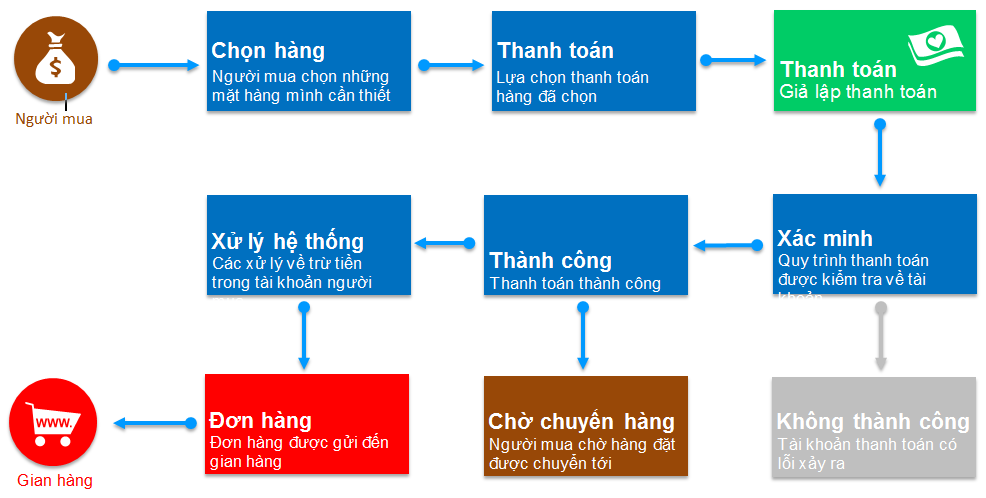 Người mua
Chọn hàng
Người mua chọn những
mặt hàng mình cần thiết
Thanh toán
Lựa chọn thanh toán
hàng đã chọn
Thanh toán
Giả lập thanh toán
Xử lý hệ thống
Các xử lý về trừ tiền
trong tài khoản người
Thành công
Thanh toán thành công
Xác minh
Quy trình thanh toán
được kiểm tra về tài
khoản
www.
Gian hàng
Đơn hàng
Đơn hàng được gửi đến
gian hàng
Chờ chuyến hàng
Người mua chờ hàng đặt
được chuyển tới
Không thành công
Tài khoản thanh toán có
lỗi xảy ra